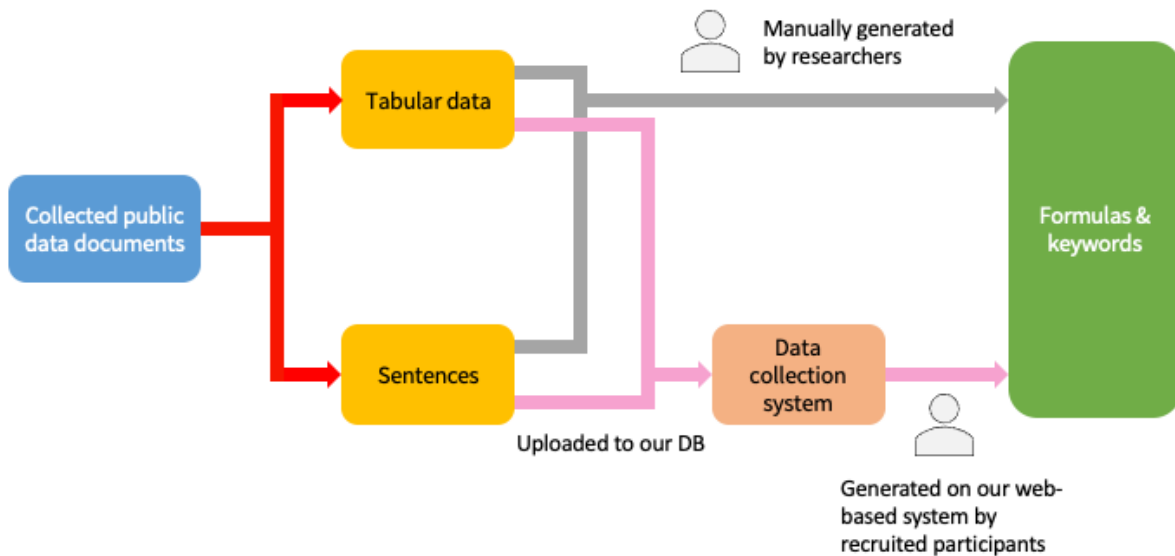 Manually generated
by researchers
Tabular data
Collected public
data documents
Formulas &
keywords
Sentences
Data
collection
system
Uploaded to our DB
Generated on our web-
based system by
recruited participants